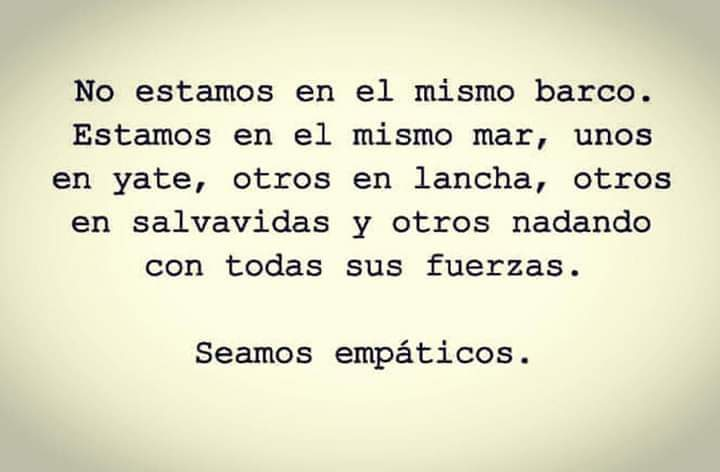 No estamos en el mismo barco.
Estamos en el mismo mar, unos
en yate, otros en lancha, otros
en salvavidas y otros nadando
con todas sus fuerzas.
Seamos empáticos.